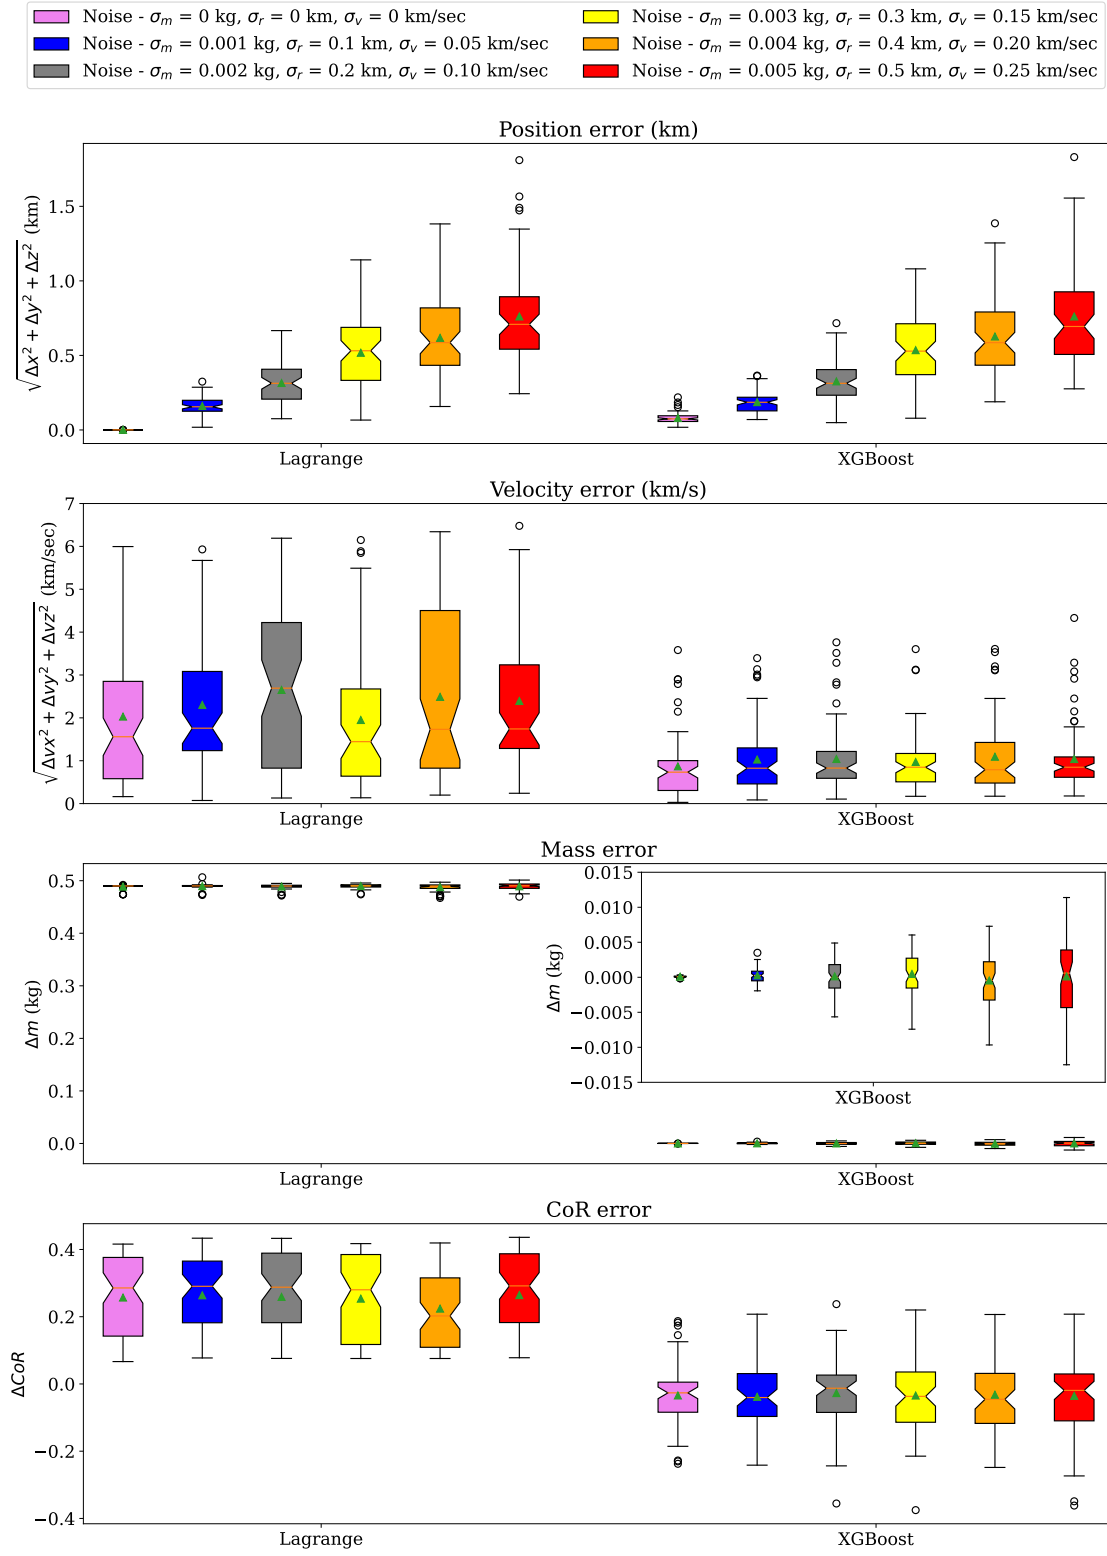 Noise - σm = 0 kg, σr = 0 km, σv = 0 km/sec
Noise - σm = 0.001 kg, σr = 0.1 km, σv = 0.05 km/sec
Noise - σm = 0.002 kg, σr = 0.2 km, σv = 0.10 km/sec
Noise - σm = 0.003 kg, σr = 0.3 km, σv = 0.15 km/sec
Noise - σm = 0.004 kg, σr = 0.4 km, σv = 0.20 km/sec
Noise - σm = 0.005 kg, σr = 0.5 km, σv = 0.25 km/sec
Position error (km)
√Δx² + Δy² + Δz² (km)
1.5
1.0
0.5
0.0
Lagrange
XGBoost
Velocity error (km/s)
√Δvx² + Δvy² + Δvz² (km/sec)
7
6
5
4
3
2
1
0
Lagrange
XGBoost
Mass error
Δm (kg)
0.5
0.4
0.3
0.2
0.1
0.0
Δm (kg)
0.015
0.010
0.005
0.000
−0.005
−0.010
−0.015
XGBoost
Lagrange
XGBoost
CoR error
ΔCoR
0.4
0.2
0.0
−0.2
−0.4
Lagrange
XGBoost